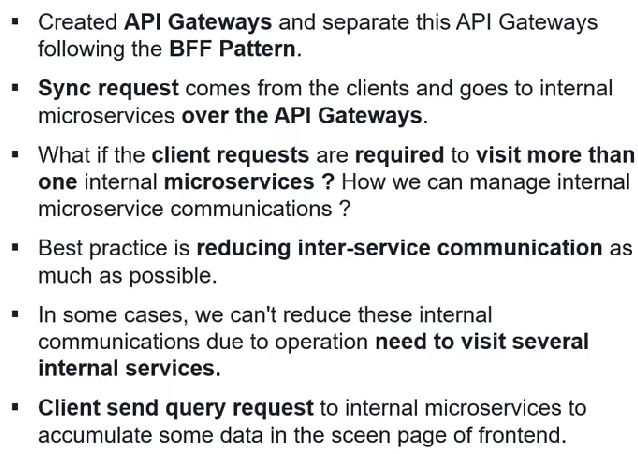 ▪ Created API Gateways and separate this API Gateways
following the BFF Pattern.
▪ Sync request comes from the clients and goes to internal
microservices over the API Gateways.
▪ What if the client requests are required to visit more than
one internal microservices ? How we can manage internal
microservice communications ?
▪ Best practice is reducing inter-service communication as
much as possible.
▪ In some cases, we can't reduce these internal
communications due to operation need to visit several
internal services.
▪ Client send query request to internal microservices to
accumulate some data in the sceen page of frontend.